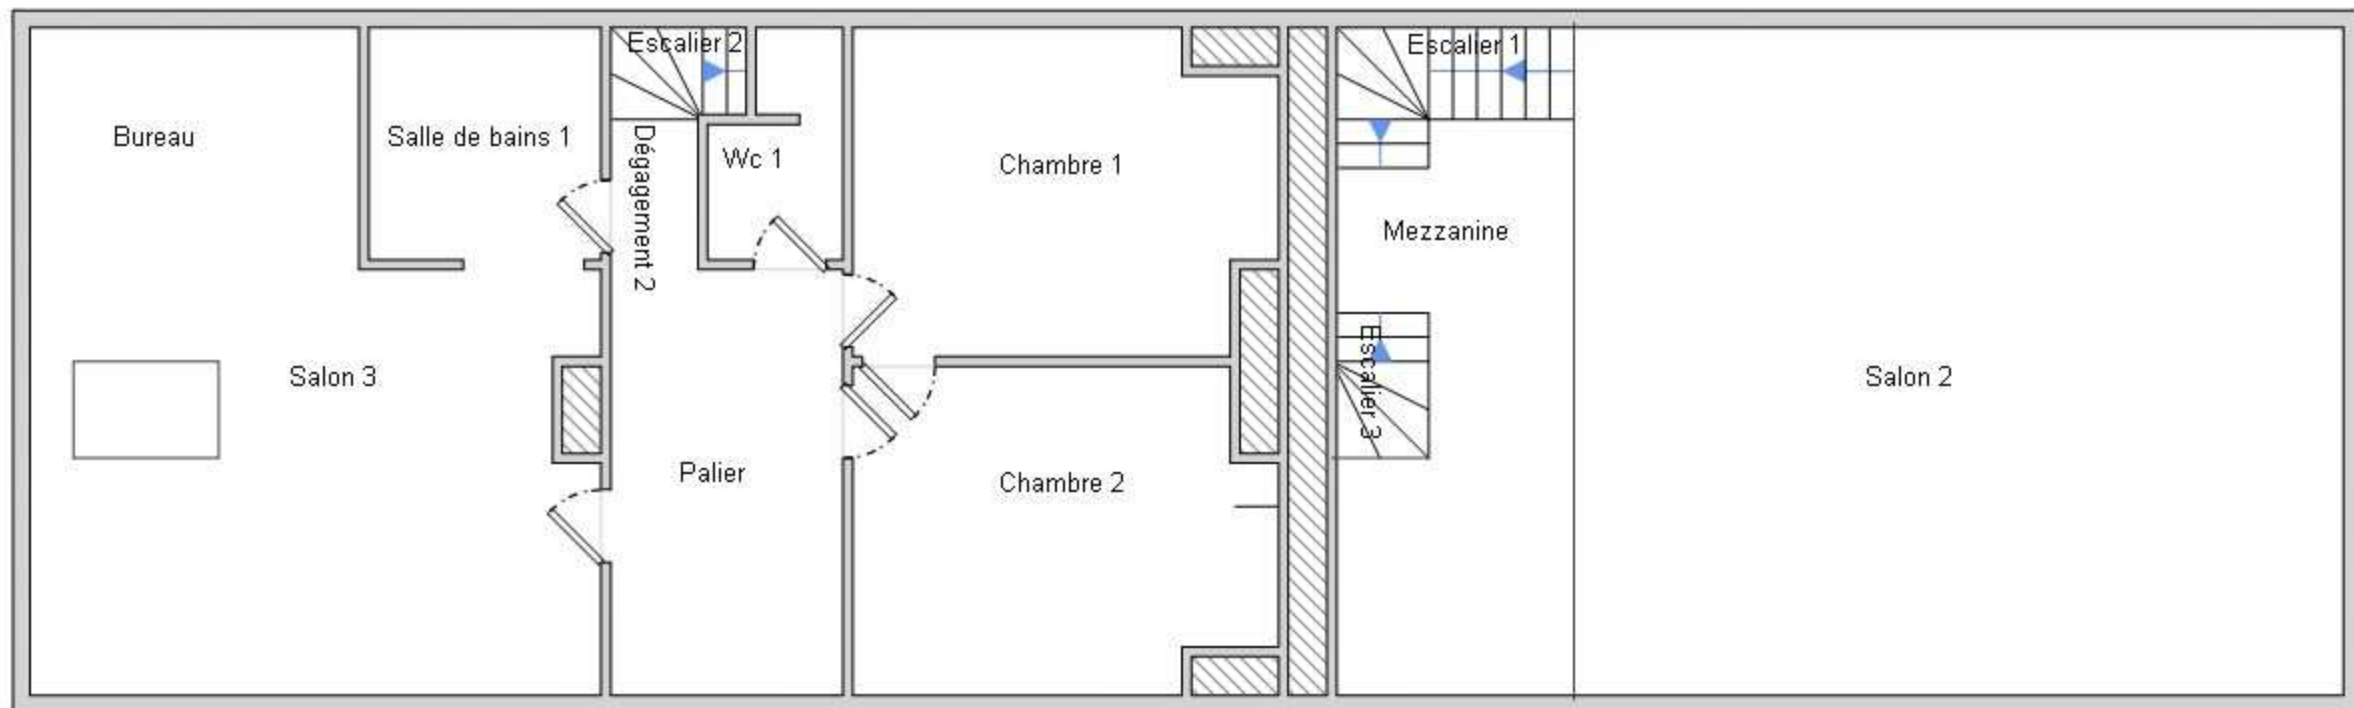 Escalier 2
Escalier 1
Bureau
Salle de bains 1
Dégagement 2
Wc 1
Chambre 1
Mezzanine
Salon 3
Escalier 3
Salon 2
Palier
Chambre 2